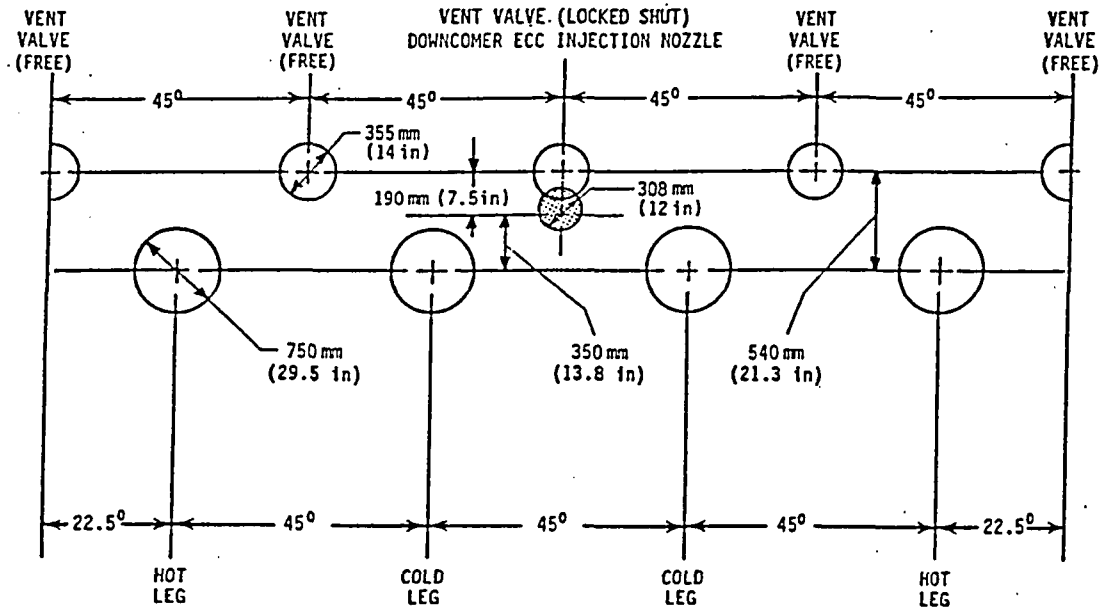 VENT VALVE (FREE)
VENT VALVE (FREE)
VENT VALVE (LOCKED SHUT)
DOWNCOMER ECC INJECTION NOZZLE
VENT VALVE (FREE)
VENT VALVE (FREE)
45°
45°
45°
45°
355 mm
(14 in)
190 mm (7.5in)
308 mm
(12 in)
750 mm
(29.5 in)
350 mm
(13.8 in)
540 mm
(21.3 in)
22.5°
45°
45°
45°
22.5°
HOT LEG
COLD LEG
COLD LEG
HOT LEG